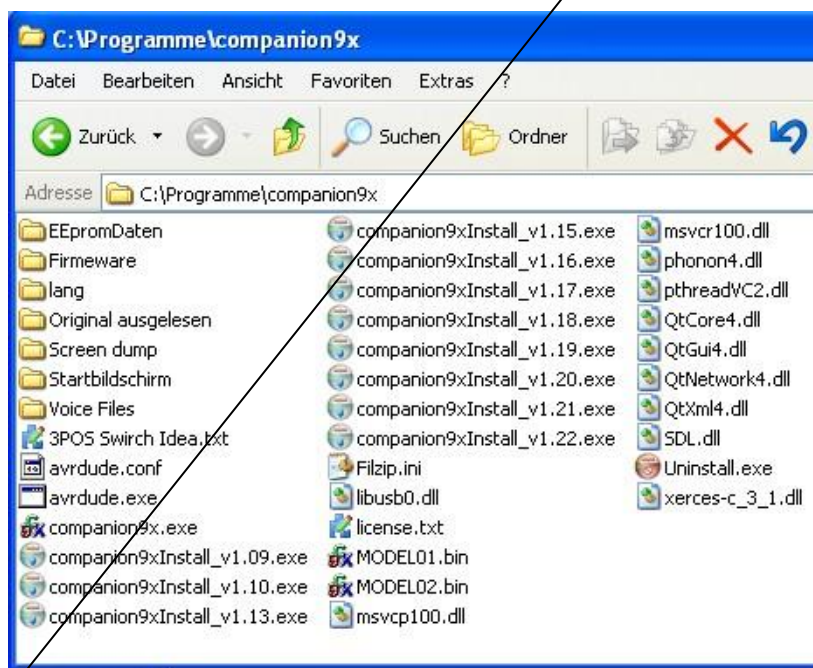 C:\Programme\companion9x
Datei Bearbeiten Ansicht Favoriten Extras ?
Zurück Suchen Ordner
Adresse C:\Programme\companion9x
EEpromDaten
Firmeware
lang
Original ausgelesen
Screen dump
Startbildschirm
Voice Files
3POS Swirch Idea.txt
avrdude.conf
avrdude.exe
companion9x.exe
companion9xInstall_v1.09.exe
companion9xInstall_v1.10.exe
companion9xInstall_v1.13.exe
companion9xInstall_v1.15.exe
companion9xInstall_v1.16.exe
companion9xInstall_v1.17.exe
companion9xInstall_v1.18.exe
companion9xInstall_v1.19.exe
companion9xInstall_v1.20.exe
companion9xInstall_v1.21.exe
companion9xInstall_v1.22.exe
Filzip.ini
libusb0.dll
license.txt
MODEL01.bin
MODEL02.bin
msvcp100.dll
msvcr100.dll
phonon4.dll
pthreadVC2.dll
QtCore4.dll
QtGui4.dll
QtNetwork4.dll
QtXml4.dll
SDL.dll
Uninstall.exe
xerces-c_3_1.dll